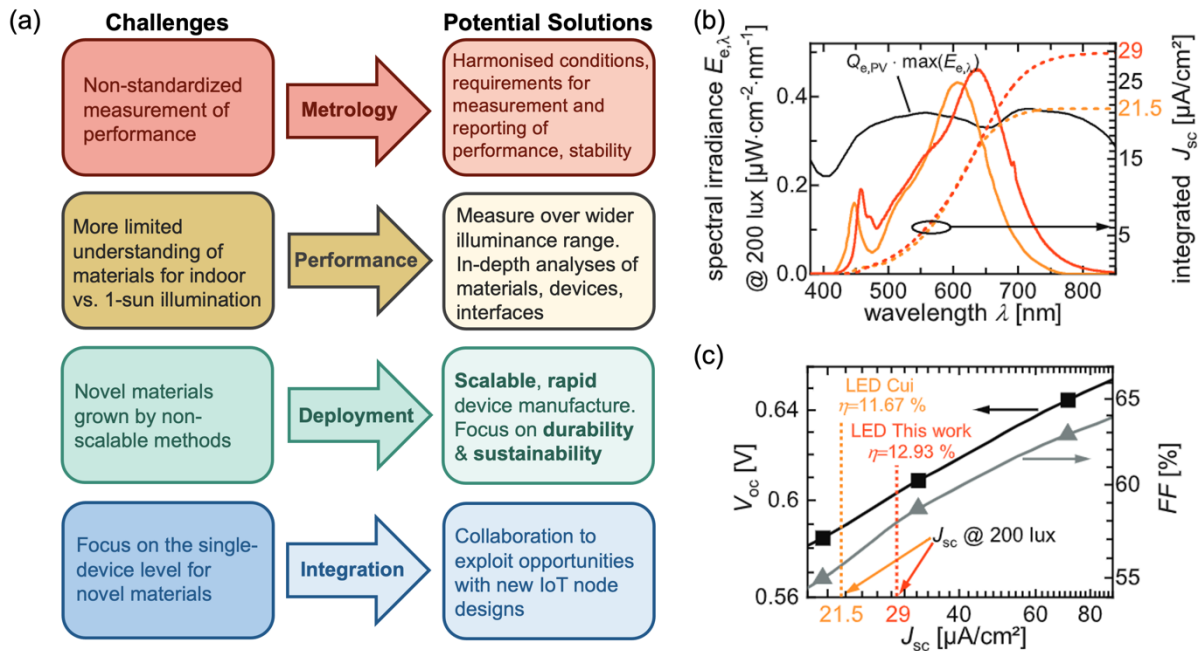 (a)
Challenges
Potential Solutions
Non-standardized
measurement of
performance
Metrology
Harmonised conditions,
requirements for
measurement and
reporting of
performance, stability
More limited
understanding of
materials for indoor
vs. 1-sun illumination
Performance
Measure over wider
illuminance range.
In-depth analyses of
materials, devices,
interfaces
Novel materials
grown by non-
scalable methods
Deployment
Scalable, rapid
device manufacture.
Focus on durability
& sustainability
Focus on the single-
device level for
novel materials
Integration
Collaboration to
exploit opportunities
with new IoT node
designs
(b)
spectral irradiance Ee,λ
@ 200 lux [µW·cm-2·nm-1]
0.4
0.2
0.0
Qe,PV · max(Ee,λ)
29
25
21.5
15
5
integrated Jsc [µA/cm²]
400 500 600 700 800
wavelength λ [nm]
(c)
Voc [V]
0.64
0.6
0.56
LED Cui
η=11.67 %
LED This work
η=12.93 %
Jsc @ 200 lux
65
60
55
FF [%]
21.5 29 40 60 80
Jsc [µA/cm²]